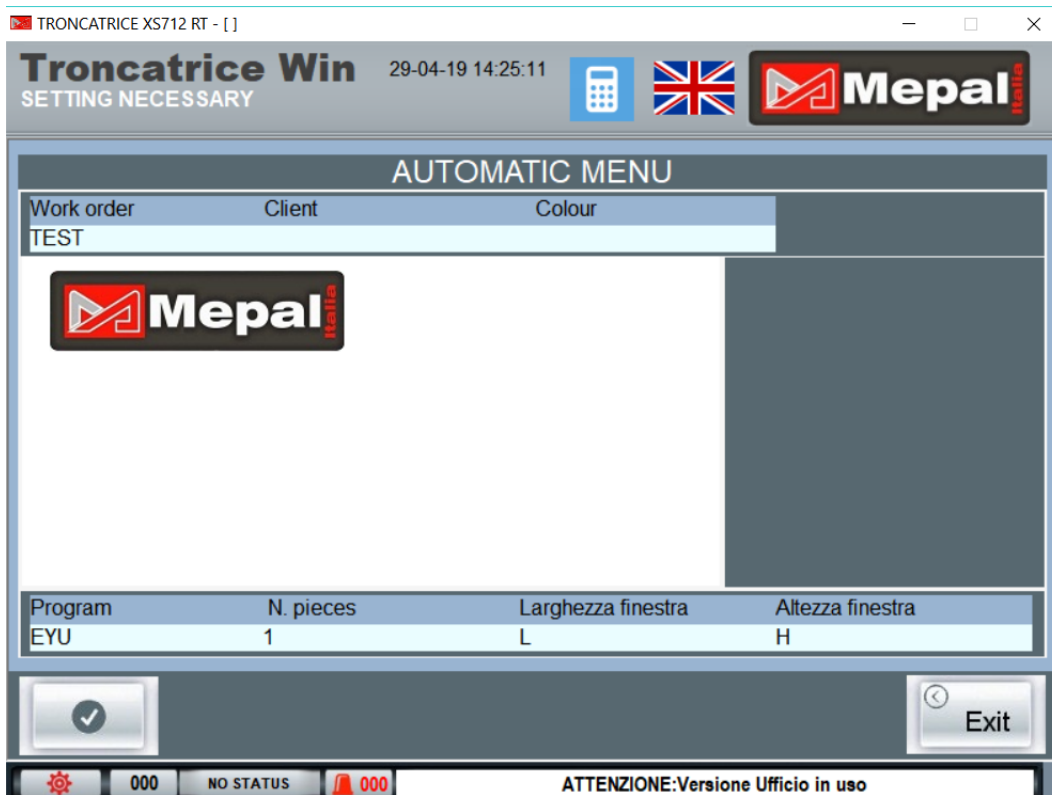 TRONCATRICE XS712 RT - [ ]
Troncatrice Win
SETTING NECESSARY
29-04-19 14:25:11
Mepal Italia
AUTOMATIC MENU
Work order Client Colour
TEST
Mepal Italia
Program N. pieces Larghezza finestra Altezza finestra
EYU 1 L H
Exit
000 NO STATUS 000 ATTENZIONE:Versione Ufficio in uso